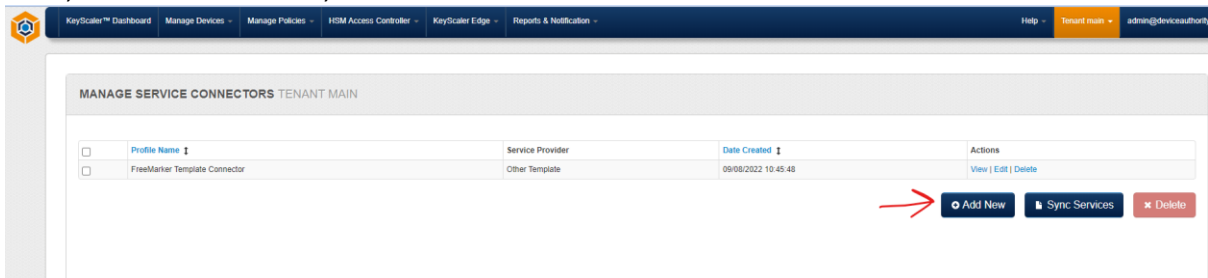 KeyScaler™ Dashboard Manage Devices Manage Policies HSM Access Controller KeyScaler Edge Reports & Notification Help Tenant main admin@deviceauthority
MANAGE SERVICE CONNECTORS TENANT MAIN
Profile Name Service Provider Date Created Actions
FreeMarker Template Connector Other Template 09/08/2022 10:45:48 View | Edit | Delete
Add New Sync Services Delete